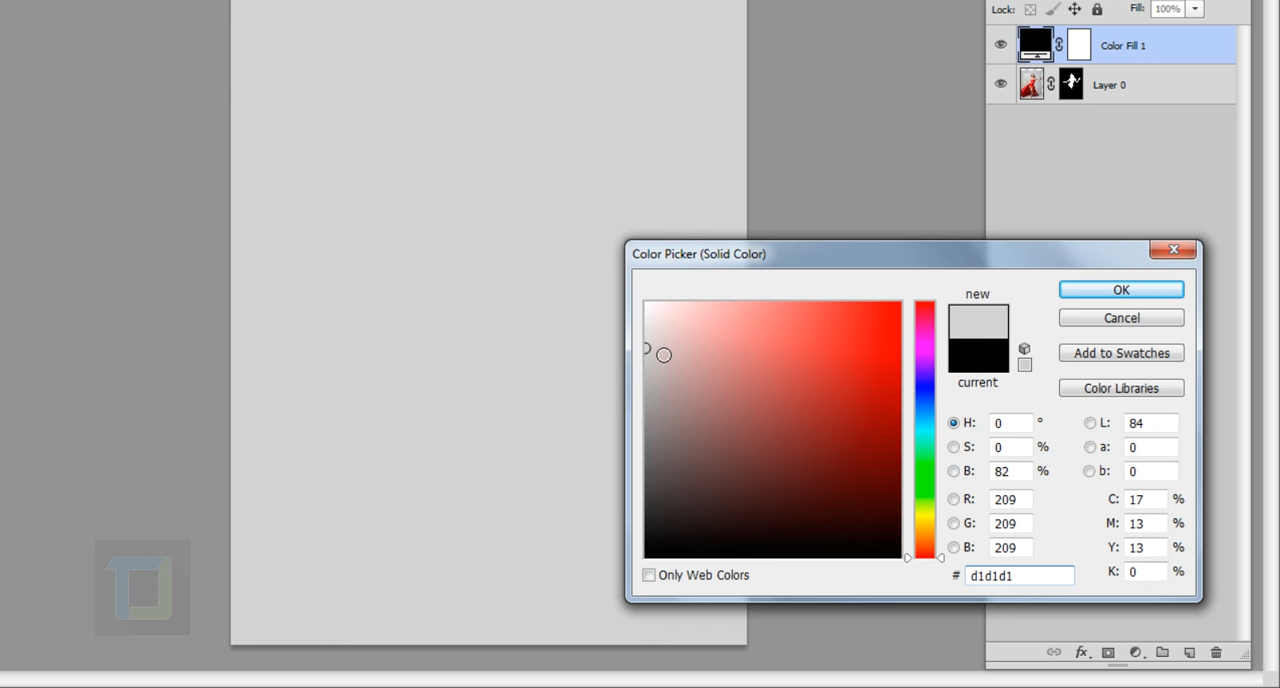 Lock: Fill: 100%
Color Fill 1
Layer 0
Color Picker (Solid Color)
new
current
OK
Cancel
Add to Swatches
Color Libraries
H: 0 ° L: 84
S: 0 % a: 0
B: 82 % b: 0
R: 209 C: 17 %
G: 209 M: 13 %
B: 209 Y: 13 %
# d1d1d1 K: 0 %
Only Web Colors
fx
TJ